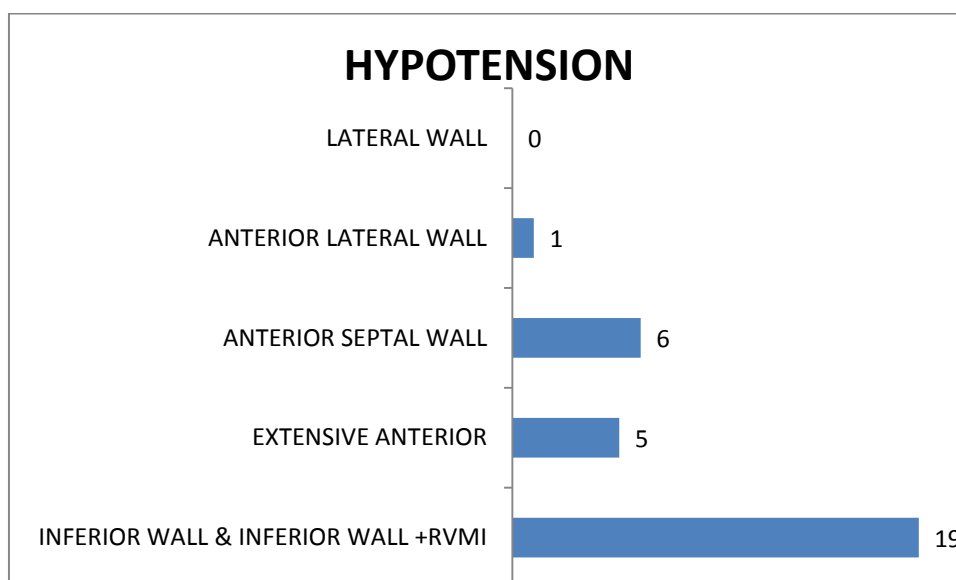 HYPOTENSION
LATERAL WALL 0
ANTERIOR LATERAL WALL 1
ANTERIOR SEPTAL WALL 6
EXTENSIVE ANTERIOR 5
INFERIOR WALL & INFERIOR WALL +RVMI 19